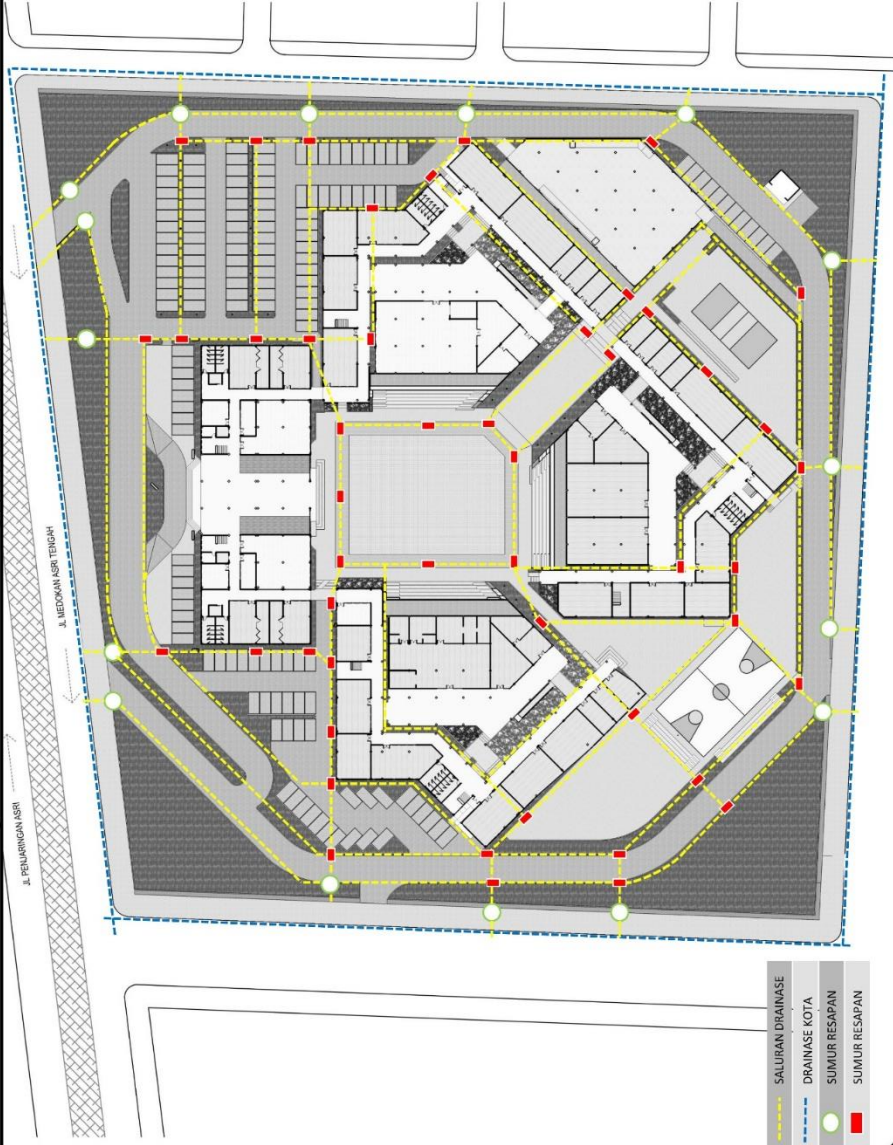 JL MEDOKAN ASRI TENGAH
JL PENJARINGAN ASRI
SALURAN DRAINASE
DRAINASE KOTA
SUMUR RESAPAN
SUMUR RESAPAN